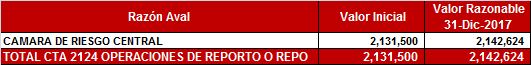 Razón Aval Valor Inicial Valor Razonable
31-Dic-2017
CAMARA DE RIESGO CENTRAL 2,131,500 2,142,624
TOTAL CTA 2124 OPERACIONES DE REPORTO O REPO 2,131,500 2,142,624